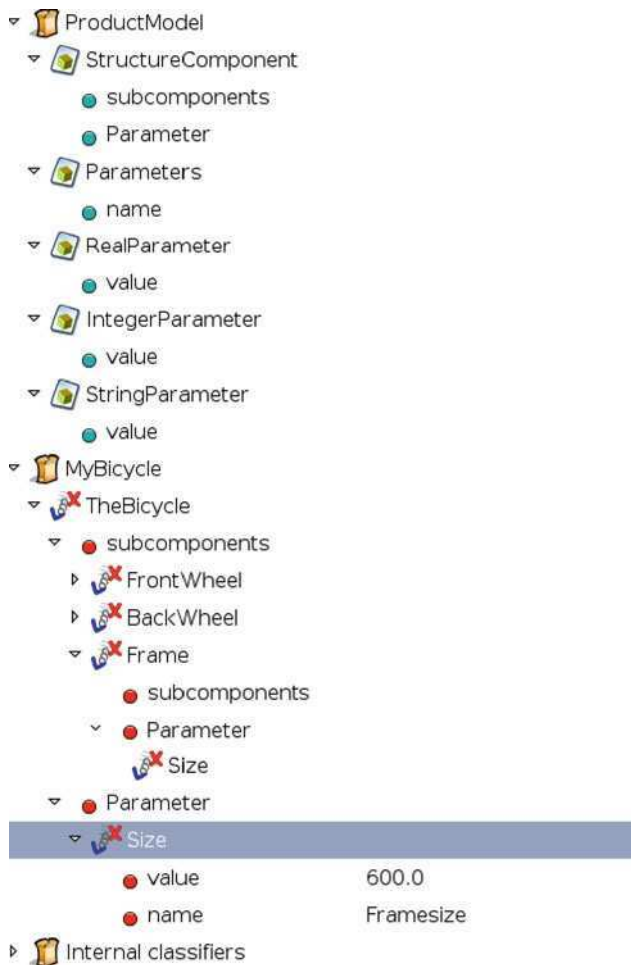 ProductModel
StructureComponent
subcomponents
Parameter
Parameters
name
RealParameter
value
IntegerParameter
value
StringParameter
value
MyBicycle
TheBicycle
subcomponents
FrontWheel
BackWheel
Frame
subcomponents
Parameter
Size
Parameter
Size
value 600.0
name Framesize
Internal classifiers